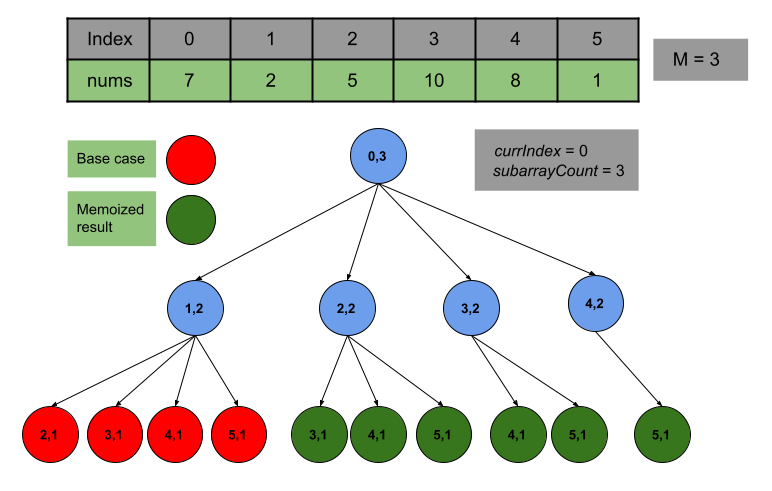 Index 0 1 2 3 4 5
nums 7 2 5 10 8 1
M = 3
Base case
Memoized
result
currIndex = 0
subarrayCount = 3
0,3
1,2 2,2 3,2 4,2
2,1 3,1 4,1 5,1 3,1 4,1 5,1 4,1 5,1 5,1